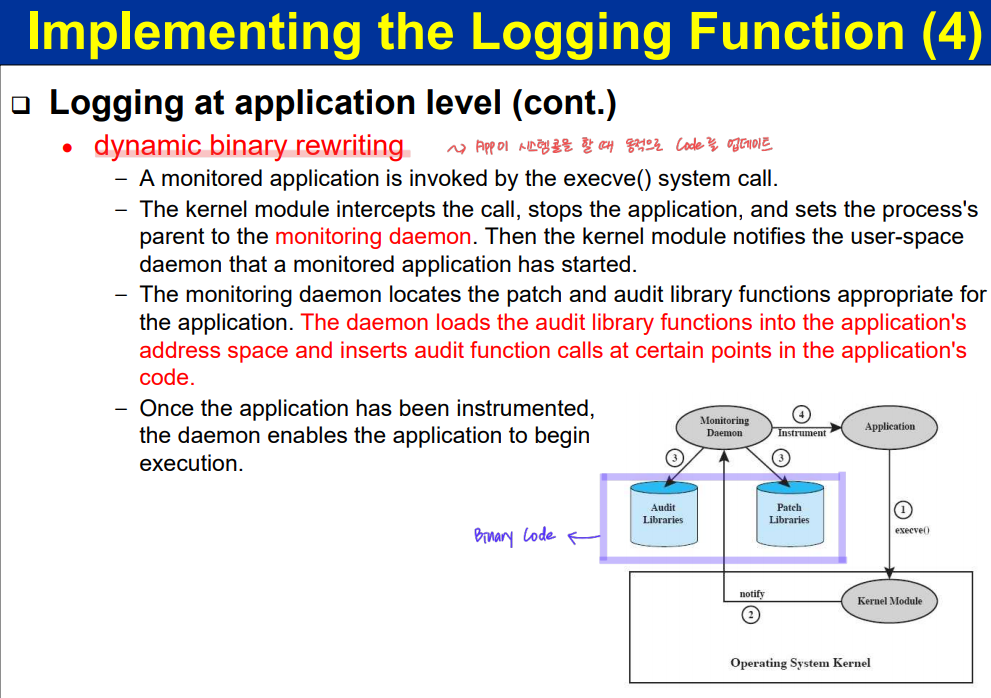 Implementing the Logging Function (4)
❑ Logging at application level (cont.)
• dynamic binary rewriting ~> App이 시스템콜을 할 때 동적으로 Code를 업데이트
– A monitored application is invoked by the execve() system call.
– The kernel module intercepts the call, stops the application, and sets the process's
parent to the monitoring daemon. Then the kernel module notifies the user-space
daemon that a monitored application has started.
– The monitoring daemon locates the patch and audit library functions appropriate for
the application. The daemon loads the audit library functions into the application's
address space and inserts audit function calls at certain points in the application's
code.
– Once the application has been instrumented,
the daemon enables the application to begin
execution.
Monitoring
Daemon
4
Instrument
Application
3
3
Audit
Libraries
Patch
Libraries
Binary Code ←
1
execve()
notify
2
Kernel Module
Operating System Kernel